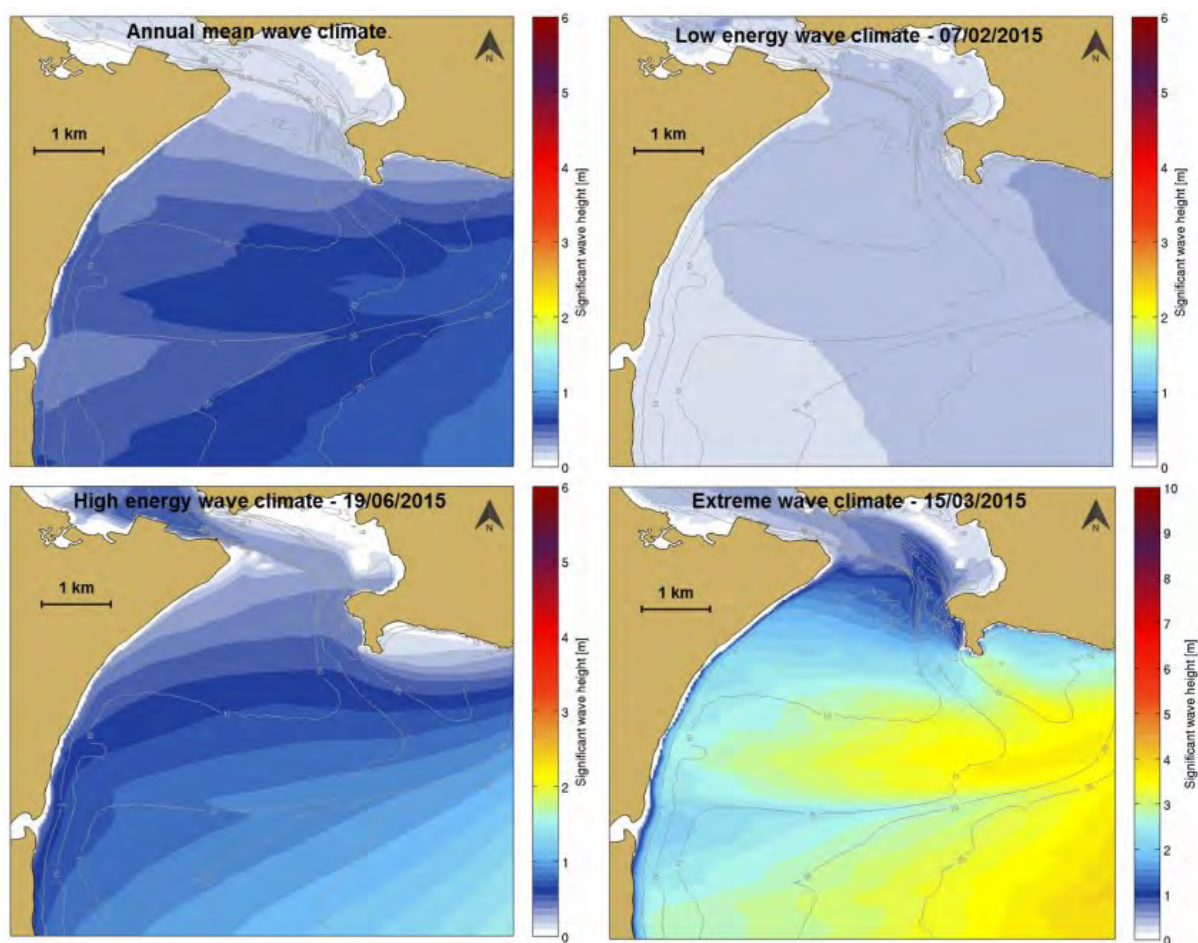 Annual mean wave climate.
N
1 km
6
5
4
3
2
1
0
Significant wave height [m]
Low energy wave climate - 07/02/2015
N
1 km
6
5
4
3
2
1
0
Significant wave height [m]
High energy wave climate - 19/06/2015
N
1 km
6
5
4
3
2
1
0
Significant wave height [m]
Extreme wave climate - 15/03/2015
N
1 km
10
9
8
7
6
5
4
3
2
1
0
Significant wave height [m]